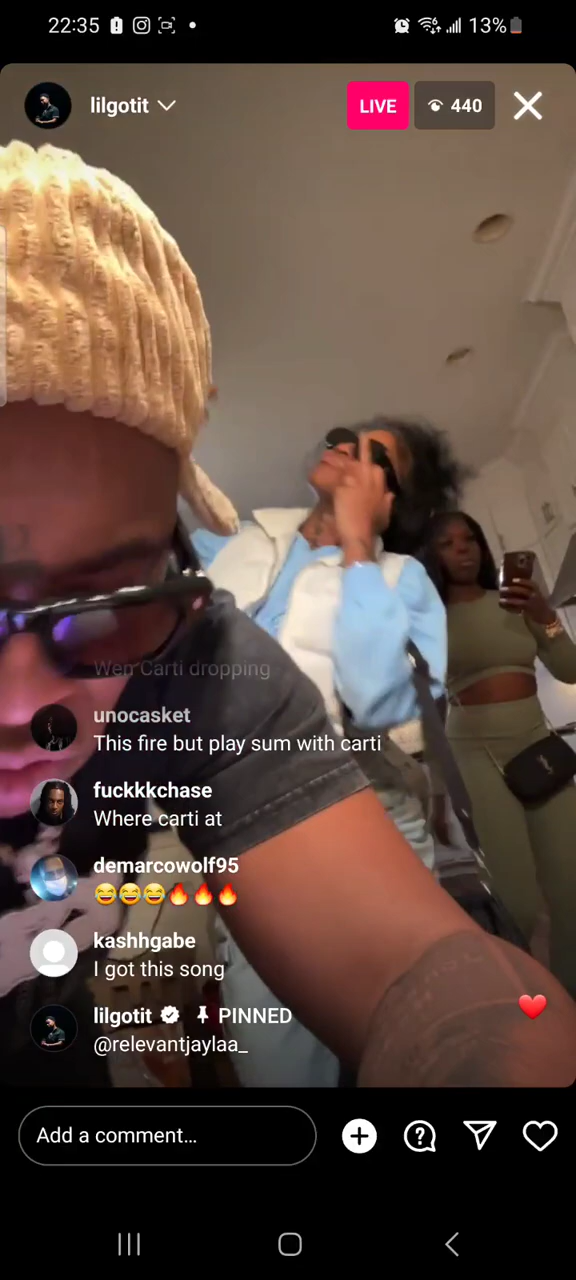 22:35
13%
lilgotit
LIVE
440
Wen Carti dropping
unocasket
This fire but play sum with carti
fuckkkchase
Where carti at
demarcowolf95
😂😂😂🔥🔥🔥
kashhgabe
I got this song
lilgotit PINNED
@relevantjaylaa_
Add a comment...